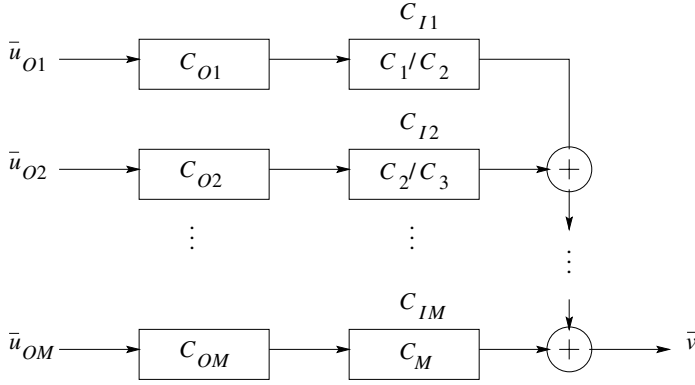 C_{I1}
ū_{O1} C_{O1} C_1/C_2
C_{I2}
ū_{O2} C_{O2} C_2/C_3 +
⋮ ⋮ ⋮
C_{IM}
ū_{OM} C_{OM} C_M + v̄